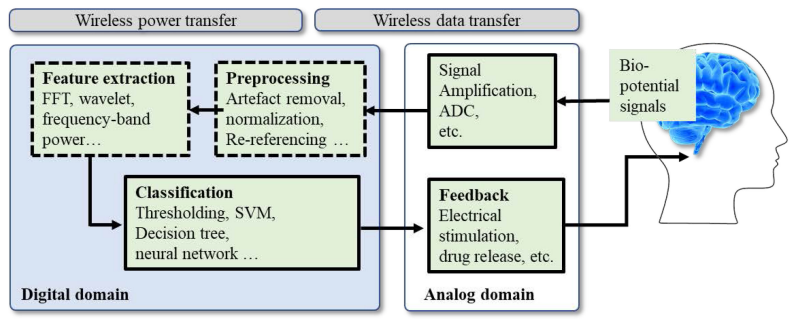 Wireless power transfer
Wireless data transfer
Feature extraction
FFT, wavelet,
frequency-band
power…
Preprocessing
Artefact removal,
normalization,
Re-referencing …
Signal
Amplification,
ADC,
etc.
Bio-
potential
signals
Classification
Thresholding, SVM,
Decision tree,
neural network …
Feedback
Electrical
stimulation,
drug release, etc.
Digital domain
Analog domain